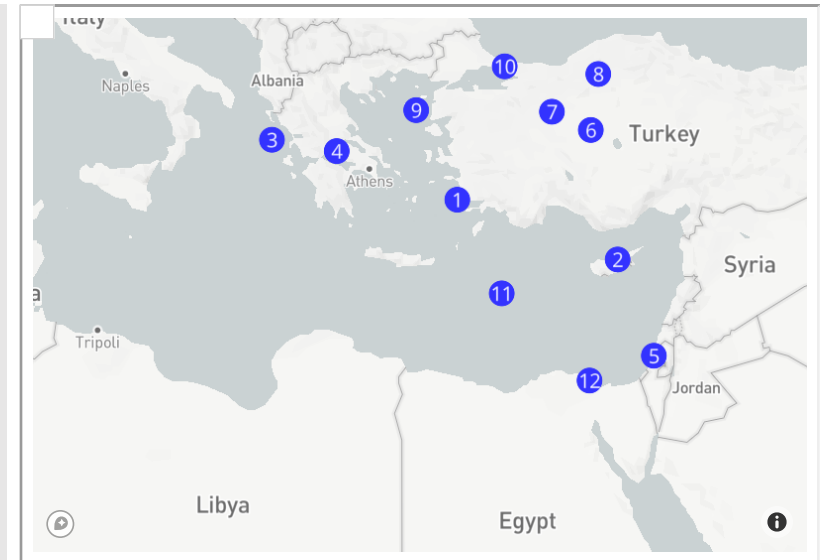 Italy
10
8
Naples
Albania
9
7
3
6
Turkey
4
Athens
1
2
Syria
11
a
Tripoli
5
12
Jordan
Libya
Egypt
i